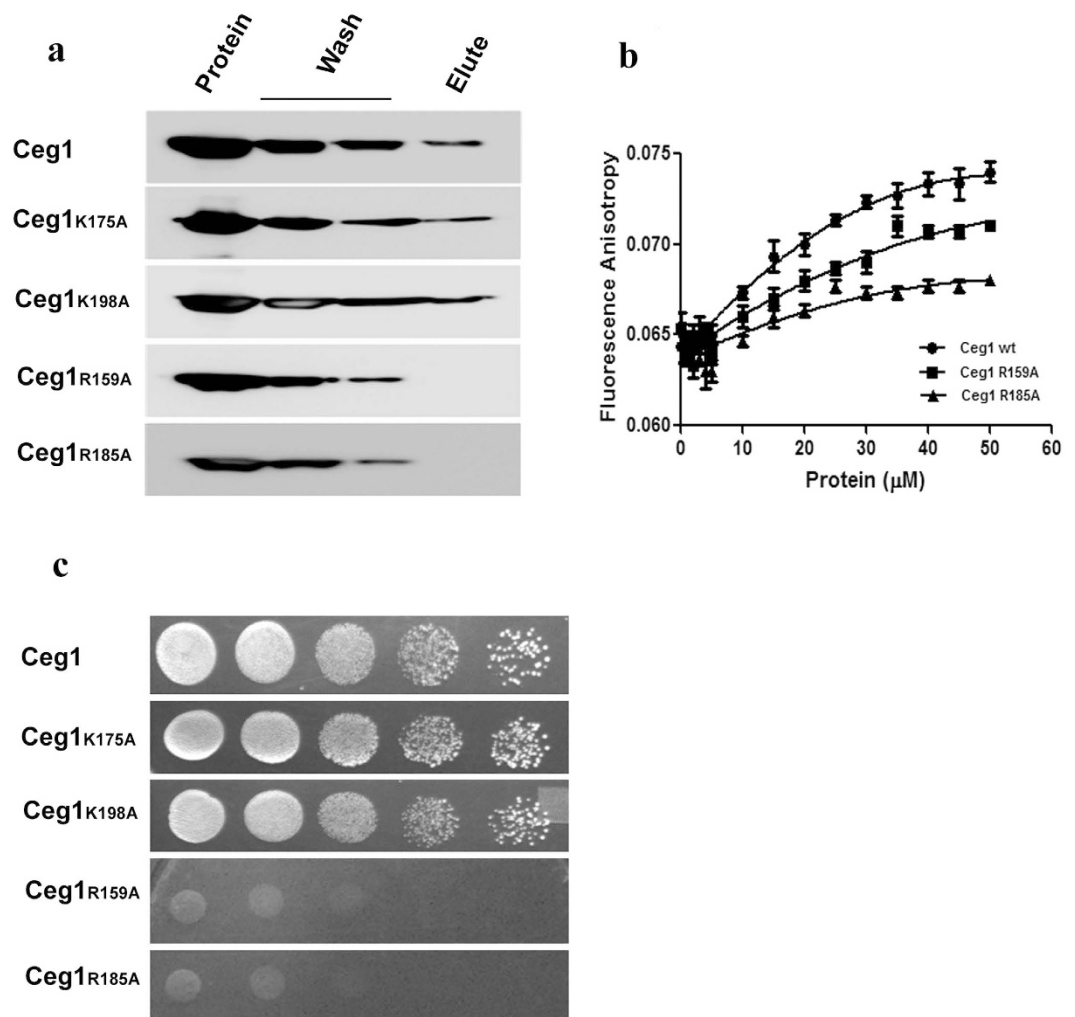 a
Protein
Wash
Elute
Ceg1
Ceg1K175A
Ceg1K198A
Ceg1R159A
Ceg1R185A
b
0.075
0.070
0.065
0.060
Fluorescence Anisotropy
Ceg1 wt
Ceg1 R159A
Ceg1 R185A
0 10 20 30 40 50 60
Protein (μM)
c
Ceg1
Ceg1K175A
Ceg1K198A
Ceg1R159A
Ceg1R185A